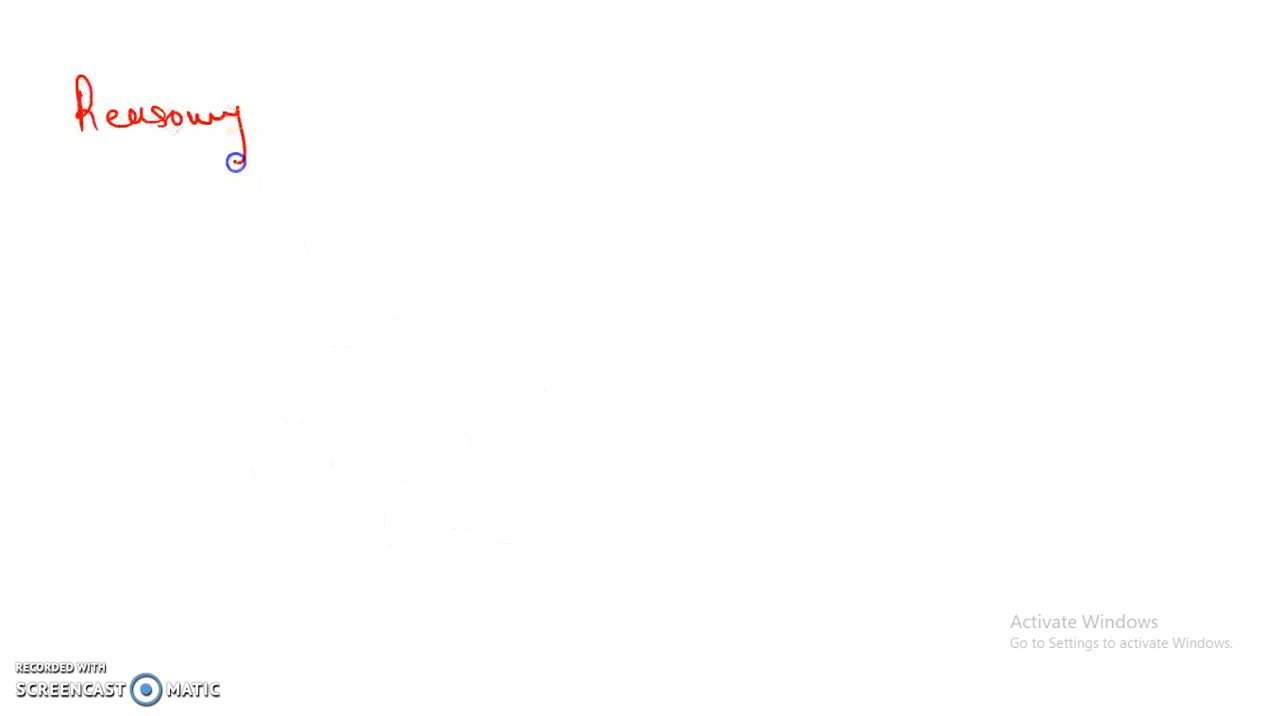 Reasoning
Activate Windows
Go to Settings to activate Windows.
RECORDED WITH
SCREENCAST MATIC